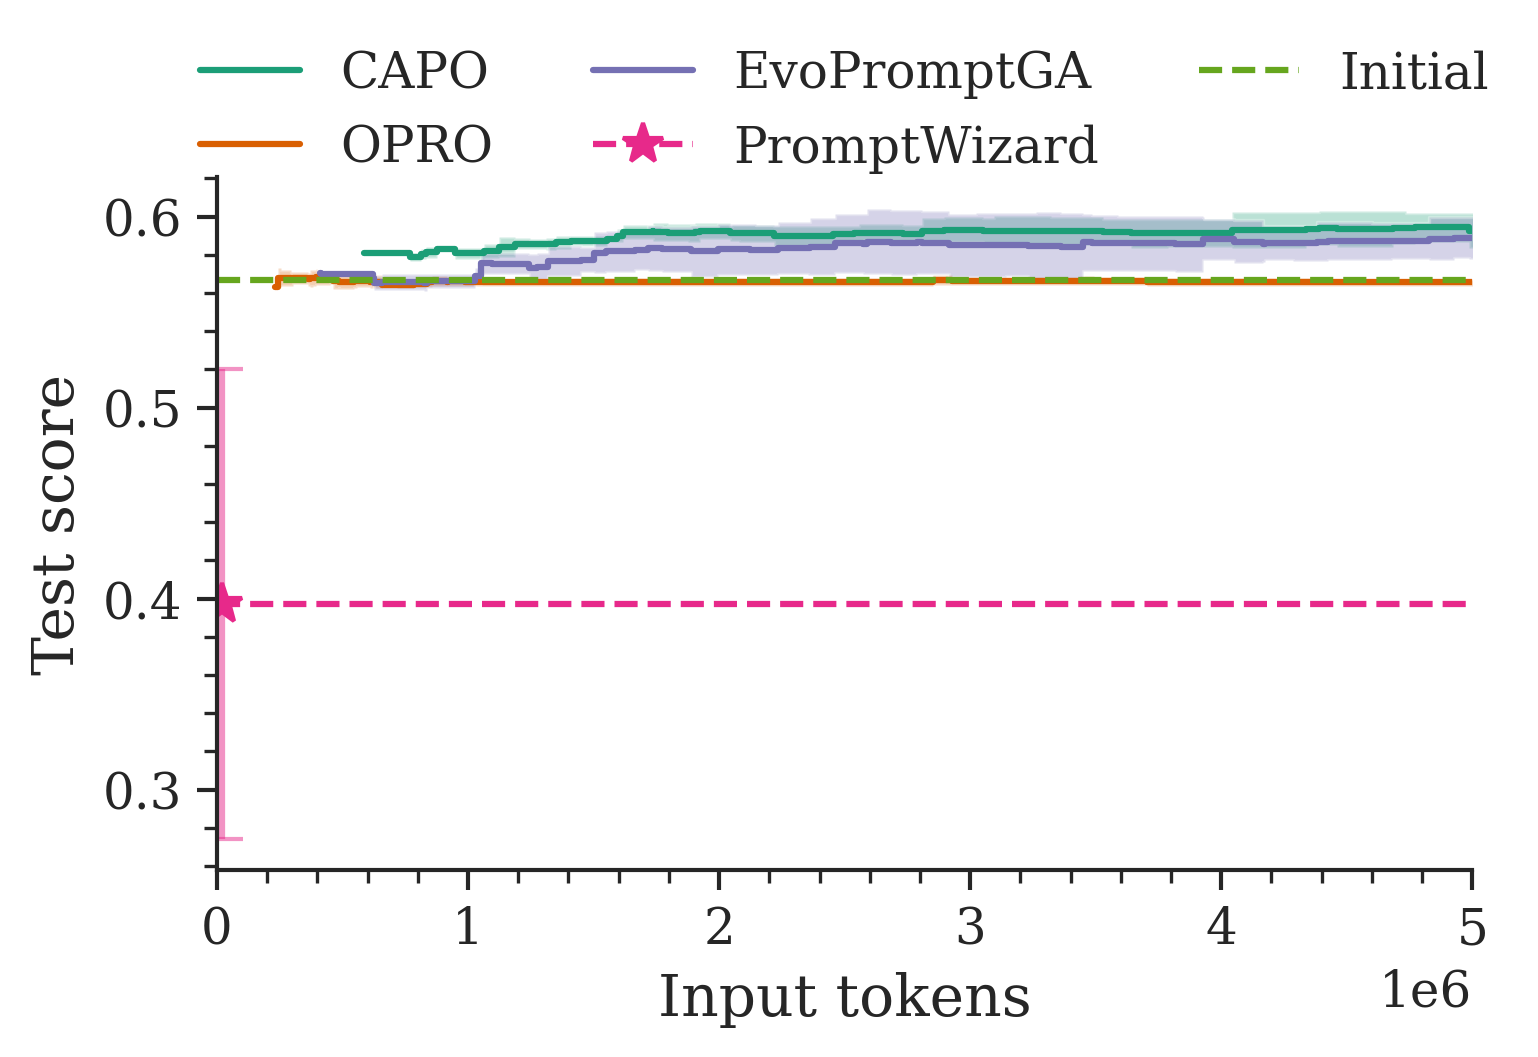 CAPO EvoPromptGA Initial
OPRO PromptWizard
0.6
0.5
0.4
0.3
Test score
0 1 2 3 4 5
1e6
Input tokens